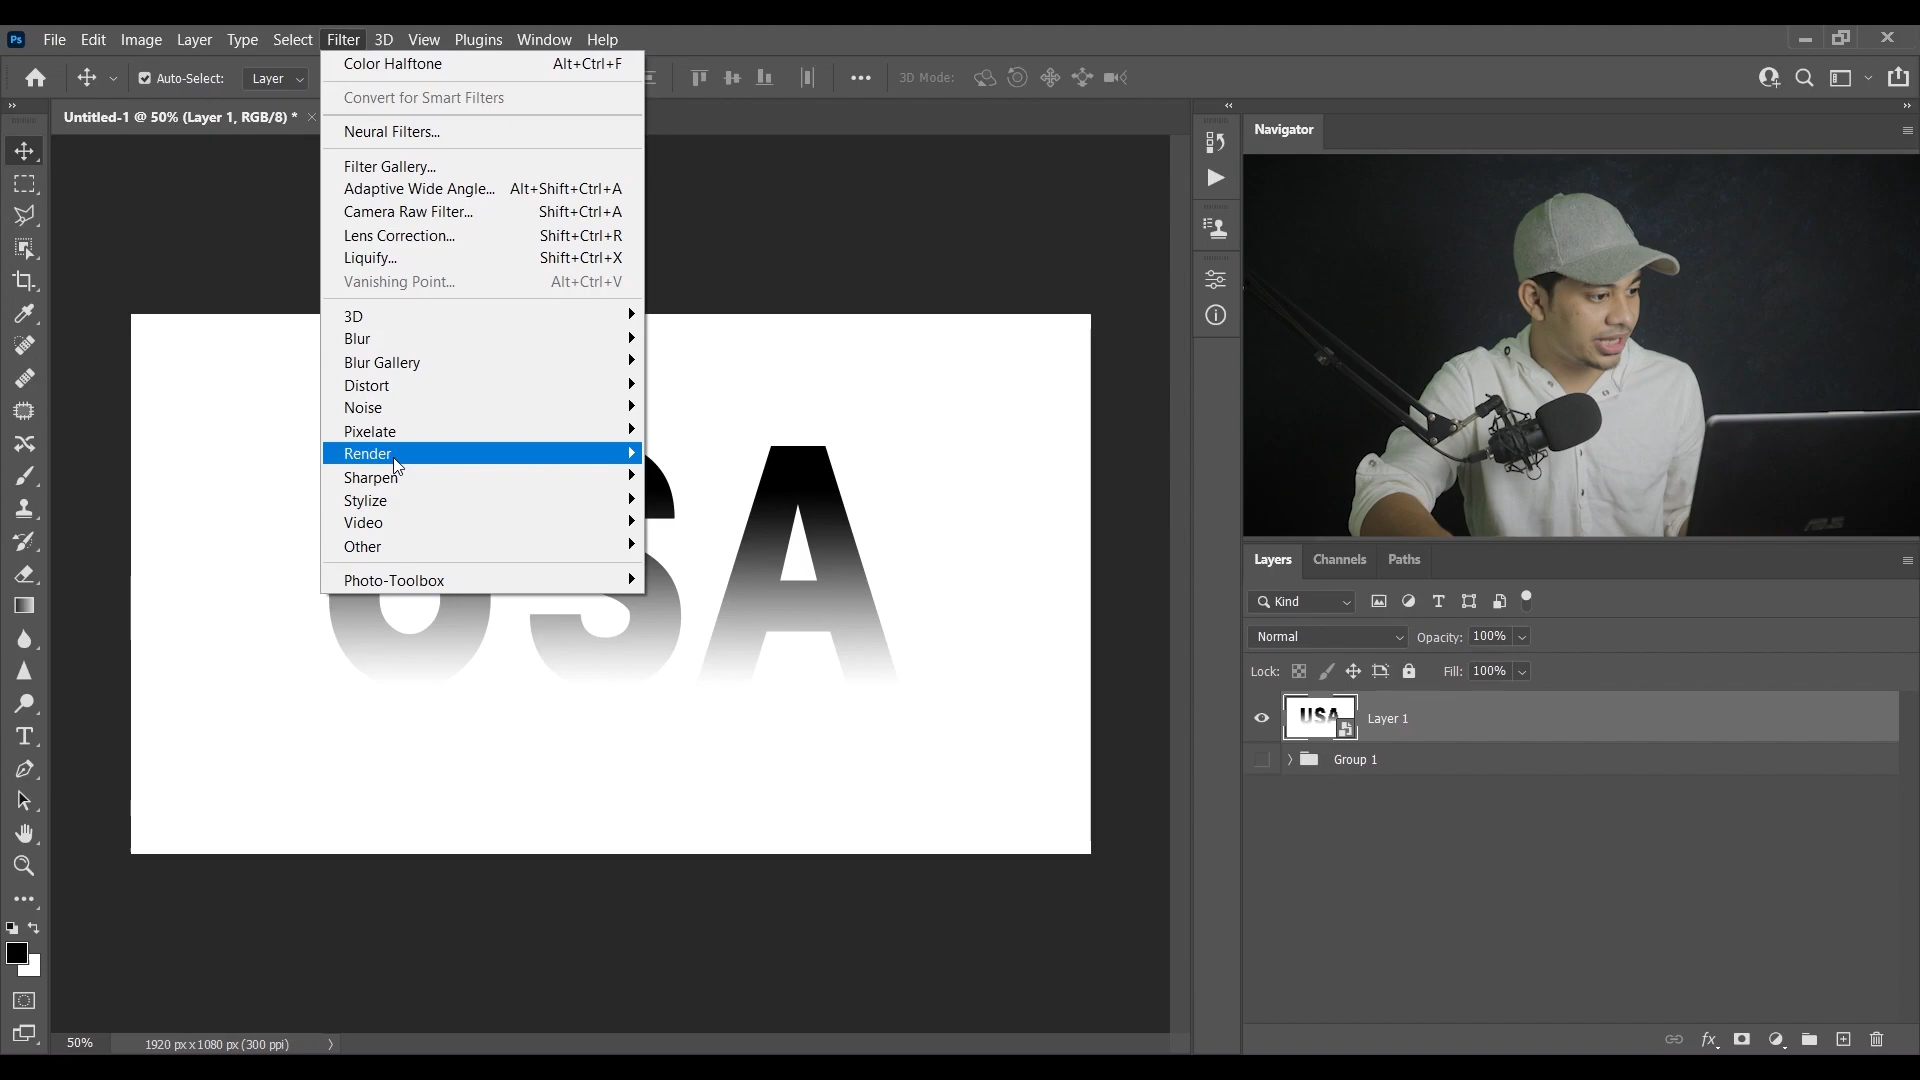 Ps File Edit Image Layer Type Select Filter 3D View Plugins Window Help
Auto-Select: Layer
3D Mode:
Untitled-1 @ 50% (Layer 1, RGB/8) *
Color Halftone Alt+Ctrl+F
Convert for Smart Filters
Neural Filters...
Filter Gallery...
Adaptive Wide Angle... Alt+Shift+Ctrl+A
Camera Raw Filter... Shift+Ctrl+A
Lens Correction... Shift+Ctrl+R
Liquify... Shift+Ctrl+X
Vanishing Point... Alt+Ctrl+V
3D
Blur
Blur Gallery
Distort
Noise
Pixelate
Render
Sharpen
Stylize
Video
Other
Photo-Toolbox
USA
50% 1920 px x 1080 px (300 ppi)
Navigator
ASUS
Layers Channels Paths
Kind
Normal Opacity: 100%
Lock: Fill: 100%
USA Layer 1
Group 1